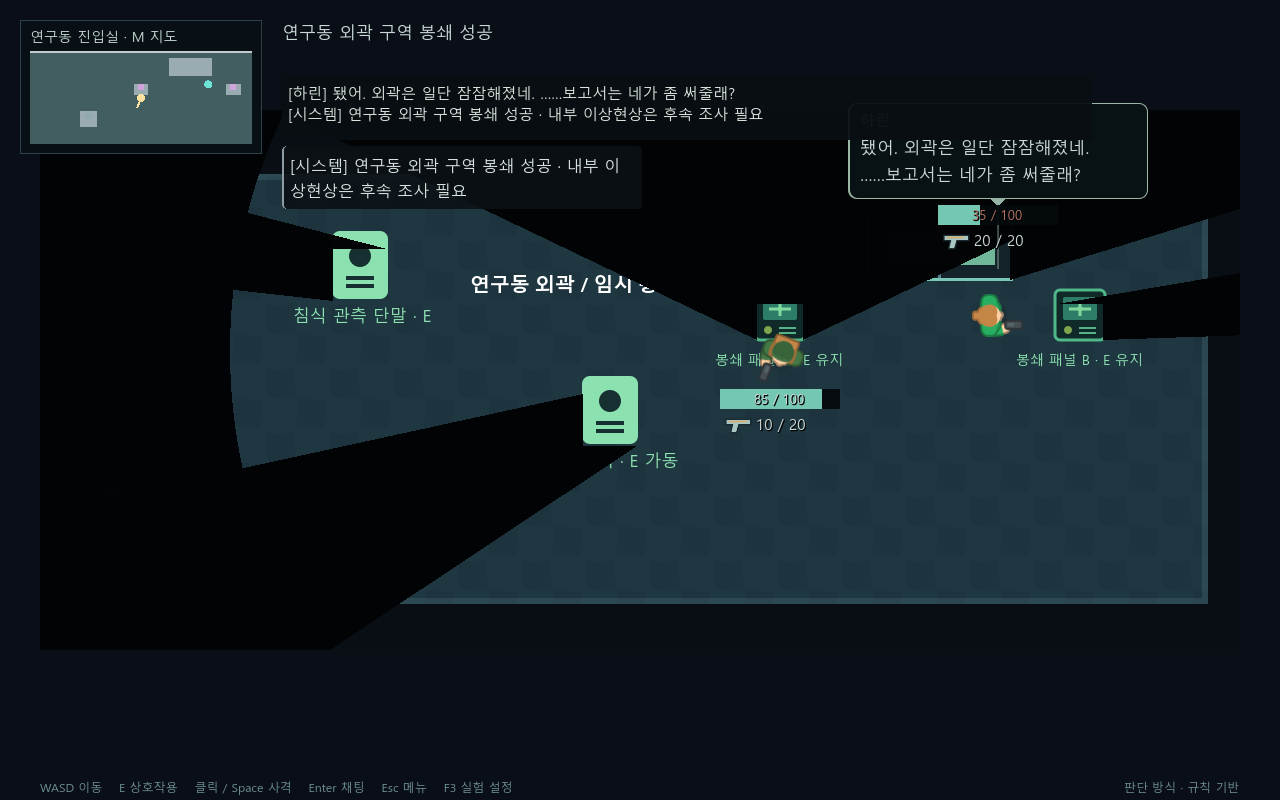 연구동 진입실 · M 지도
연구동 외곽 구역 봉쇄 성공
[하린] 됐어. 외곽은 일단 잠잠해졌네. ......보고서는 네가 좀 써줄래?
[시스템] 연구동 외곽 구역 봉쇄 성공 · 내부 이상현상은 후속 조사 필요
하린
됐어. 외곽은 일단 잠잠해졌네.
......보고서는 네가 좀 써줄래?
[시스템] 연구동 외곽 구역 봉쇄 성공 · 내부 이
상현상은 후속 조사 필요
35 / 100
20 / 20
연구동 외곽 / 임시
침식 관측 단말 · E
봉쇄 E 유지
봉쇄 패널 B · E 유지
85 / 100
10 / 20
· E 가동
WASD 이동 E 상호작용 클릭 / Space 사격 Enter 채팅 Esc 메뉴 F3 실험 설정
판단 방식 · 규칙 기반